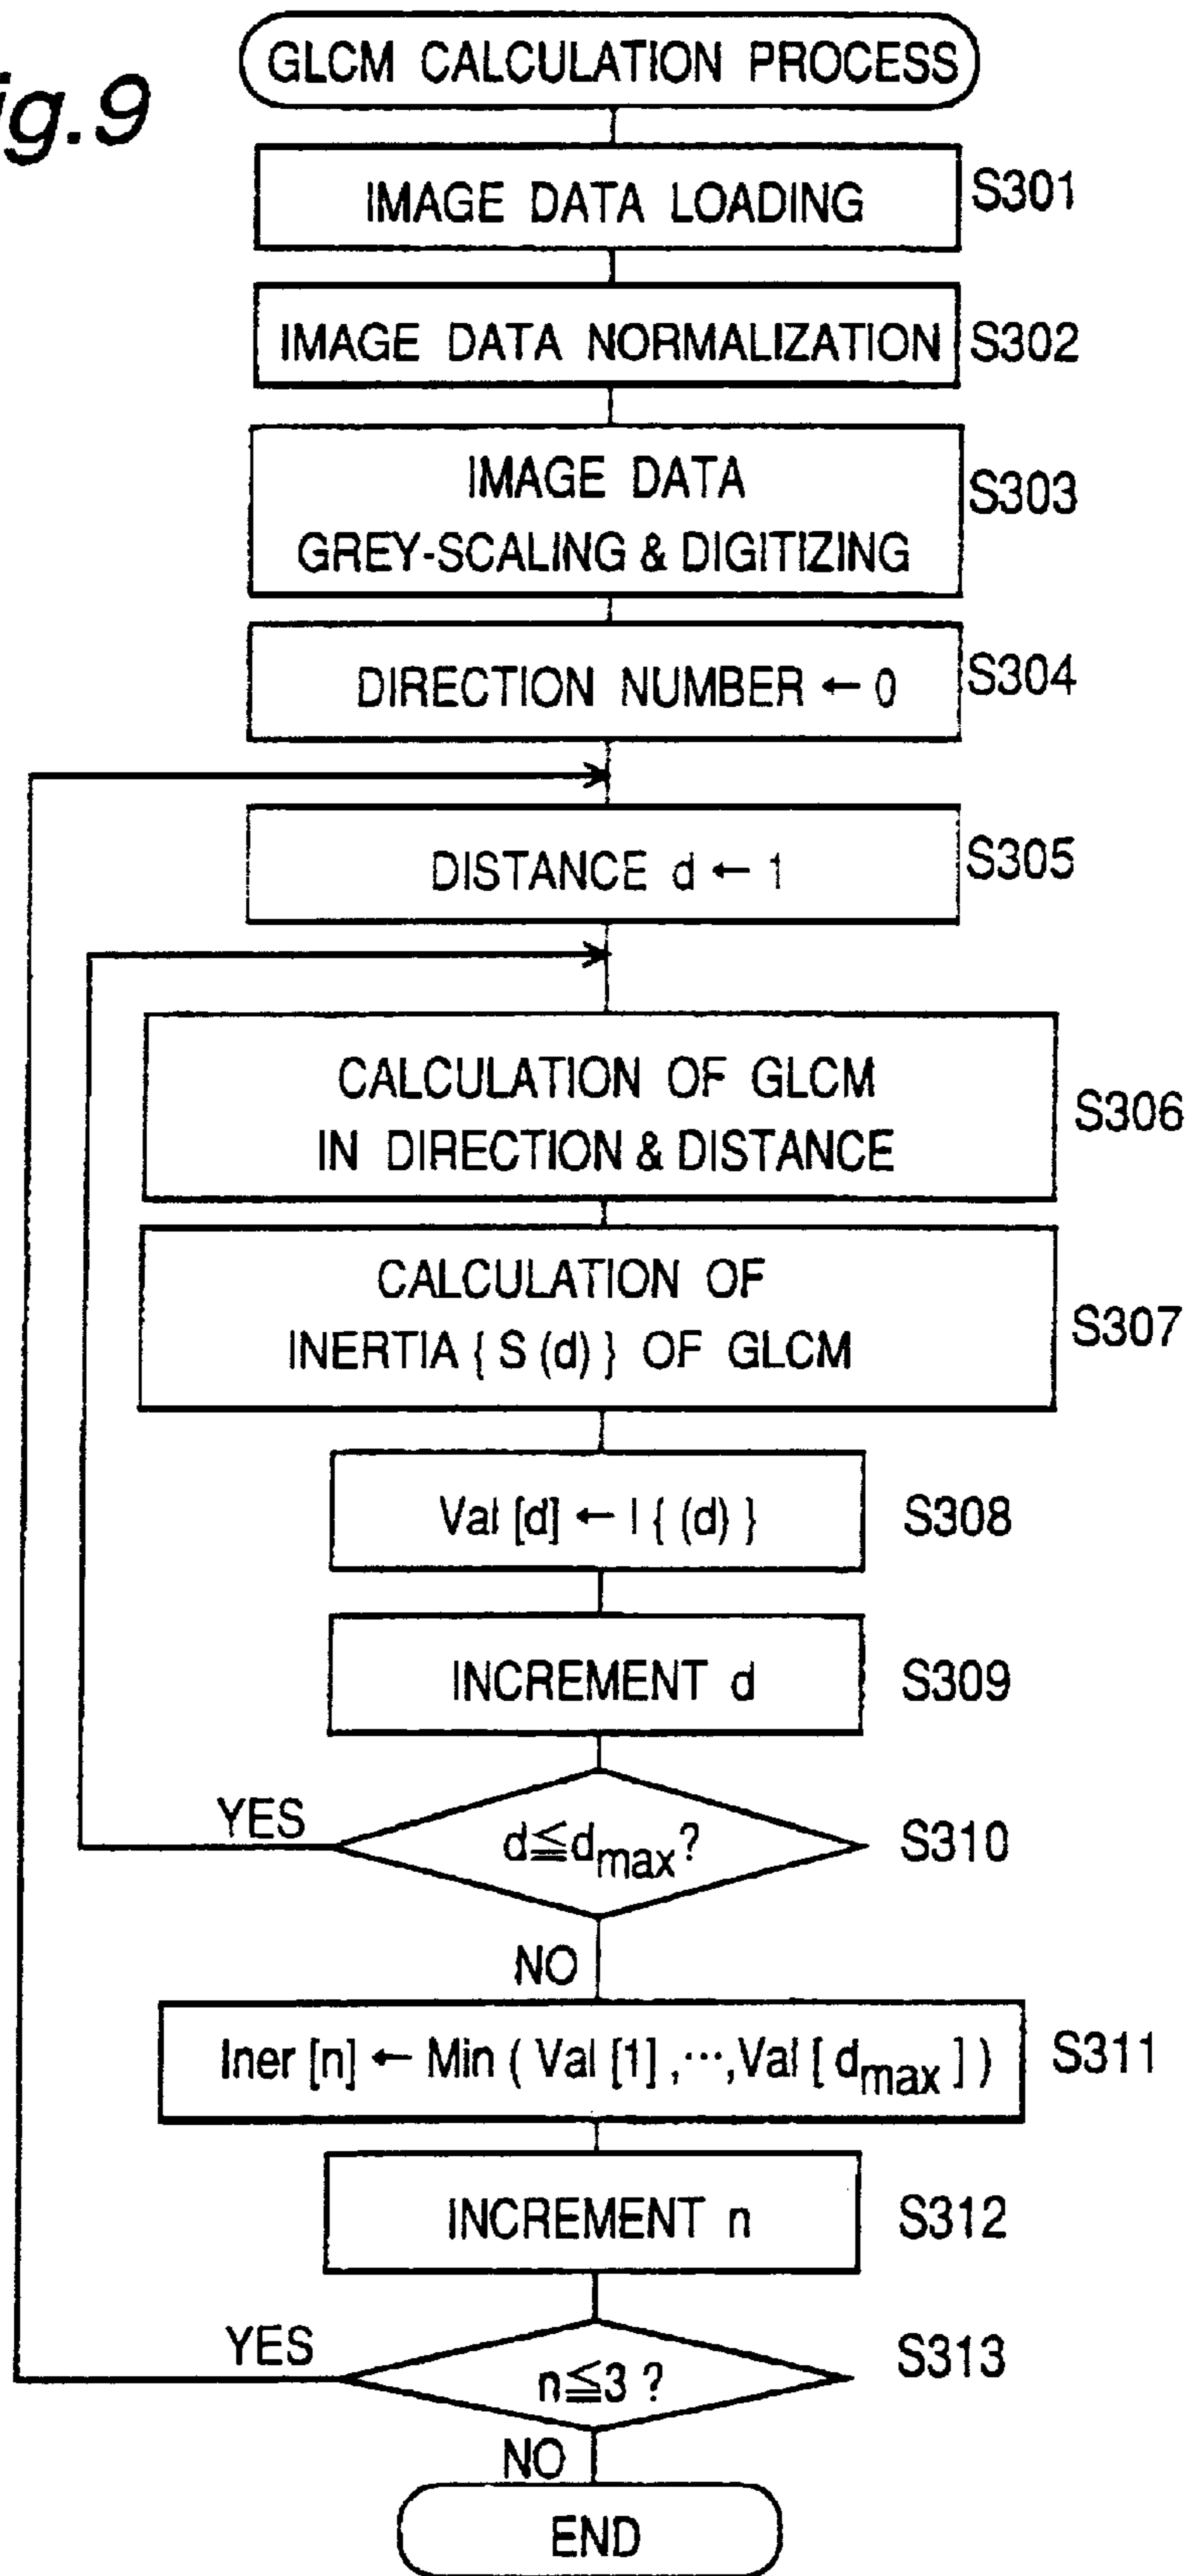 ig.9
GLCM CALCULATION PROCESS
IMAGE DATA LOADING
S301
IMAGE DATA NORMALIZATION
S302
IMAGE DATA
GREY-SCALING & DIGITIZING
S303
DIRECTION NUMBER ← 0
S304
DISTANCE d ← 1
S305
CALCULATION OF GLCM
IN DIRECTION & DISTANCE
S306
CALCULATION OF
INERTIA { S (d) } OF GLCM
S307
Val [d] ← I { (d) }
S308
INCREMENT d
S309
YES
d≦dmax?
S310
NO
Iner [n] ← Min ( Val [1] ,⋯,Val [ dmax ] )
S311
INCREMENT n
S312
YES
n≦3 ?
S313
NO
END